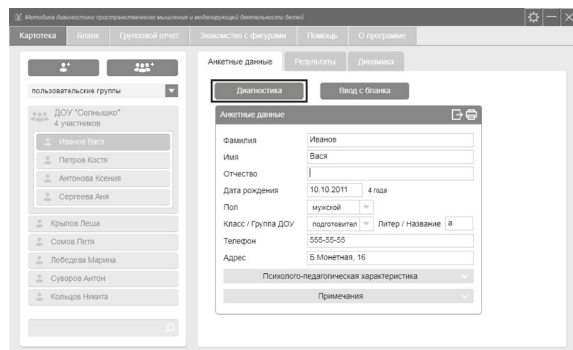 Методика диагностики пространственного мышления и моделирующей деятельности детей
Картотека Бланк Групповой отчет Знакомство с фигурами Помощь О программе
пользовательские группы
ДОУ "Солнышко"
4 участников
Иванов Вася
Петров Костя
Антонова Ксения
Сергеева Аня
Крылов Леша
Сомов Петя
Лебедева Марина
Суворов Антон
Кольцов Никита
Анкетные данные Результаты Динамика
Диагностика Ввод с бланка
Анкетные данные
Фамилия Иванов
Имя Вася
Отчество
Дата рождения 10.10.2011 4 года
Пол мужской
Класс / Группа ДОУ подготовител Литер / Название а
Телефон 555-55-55
Адрес Б.Монетная, 16
Психолого-педагогическая характеристика
Примечания